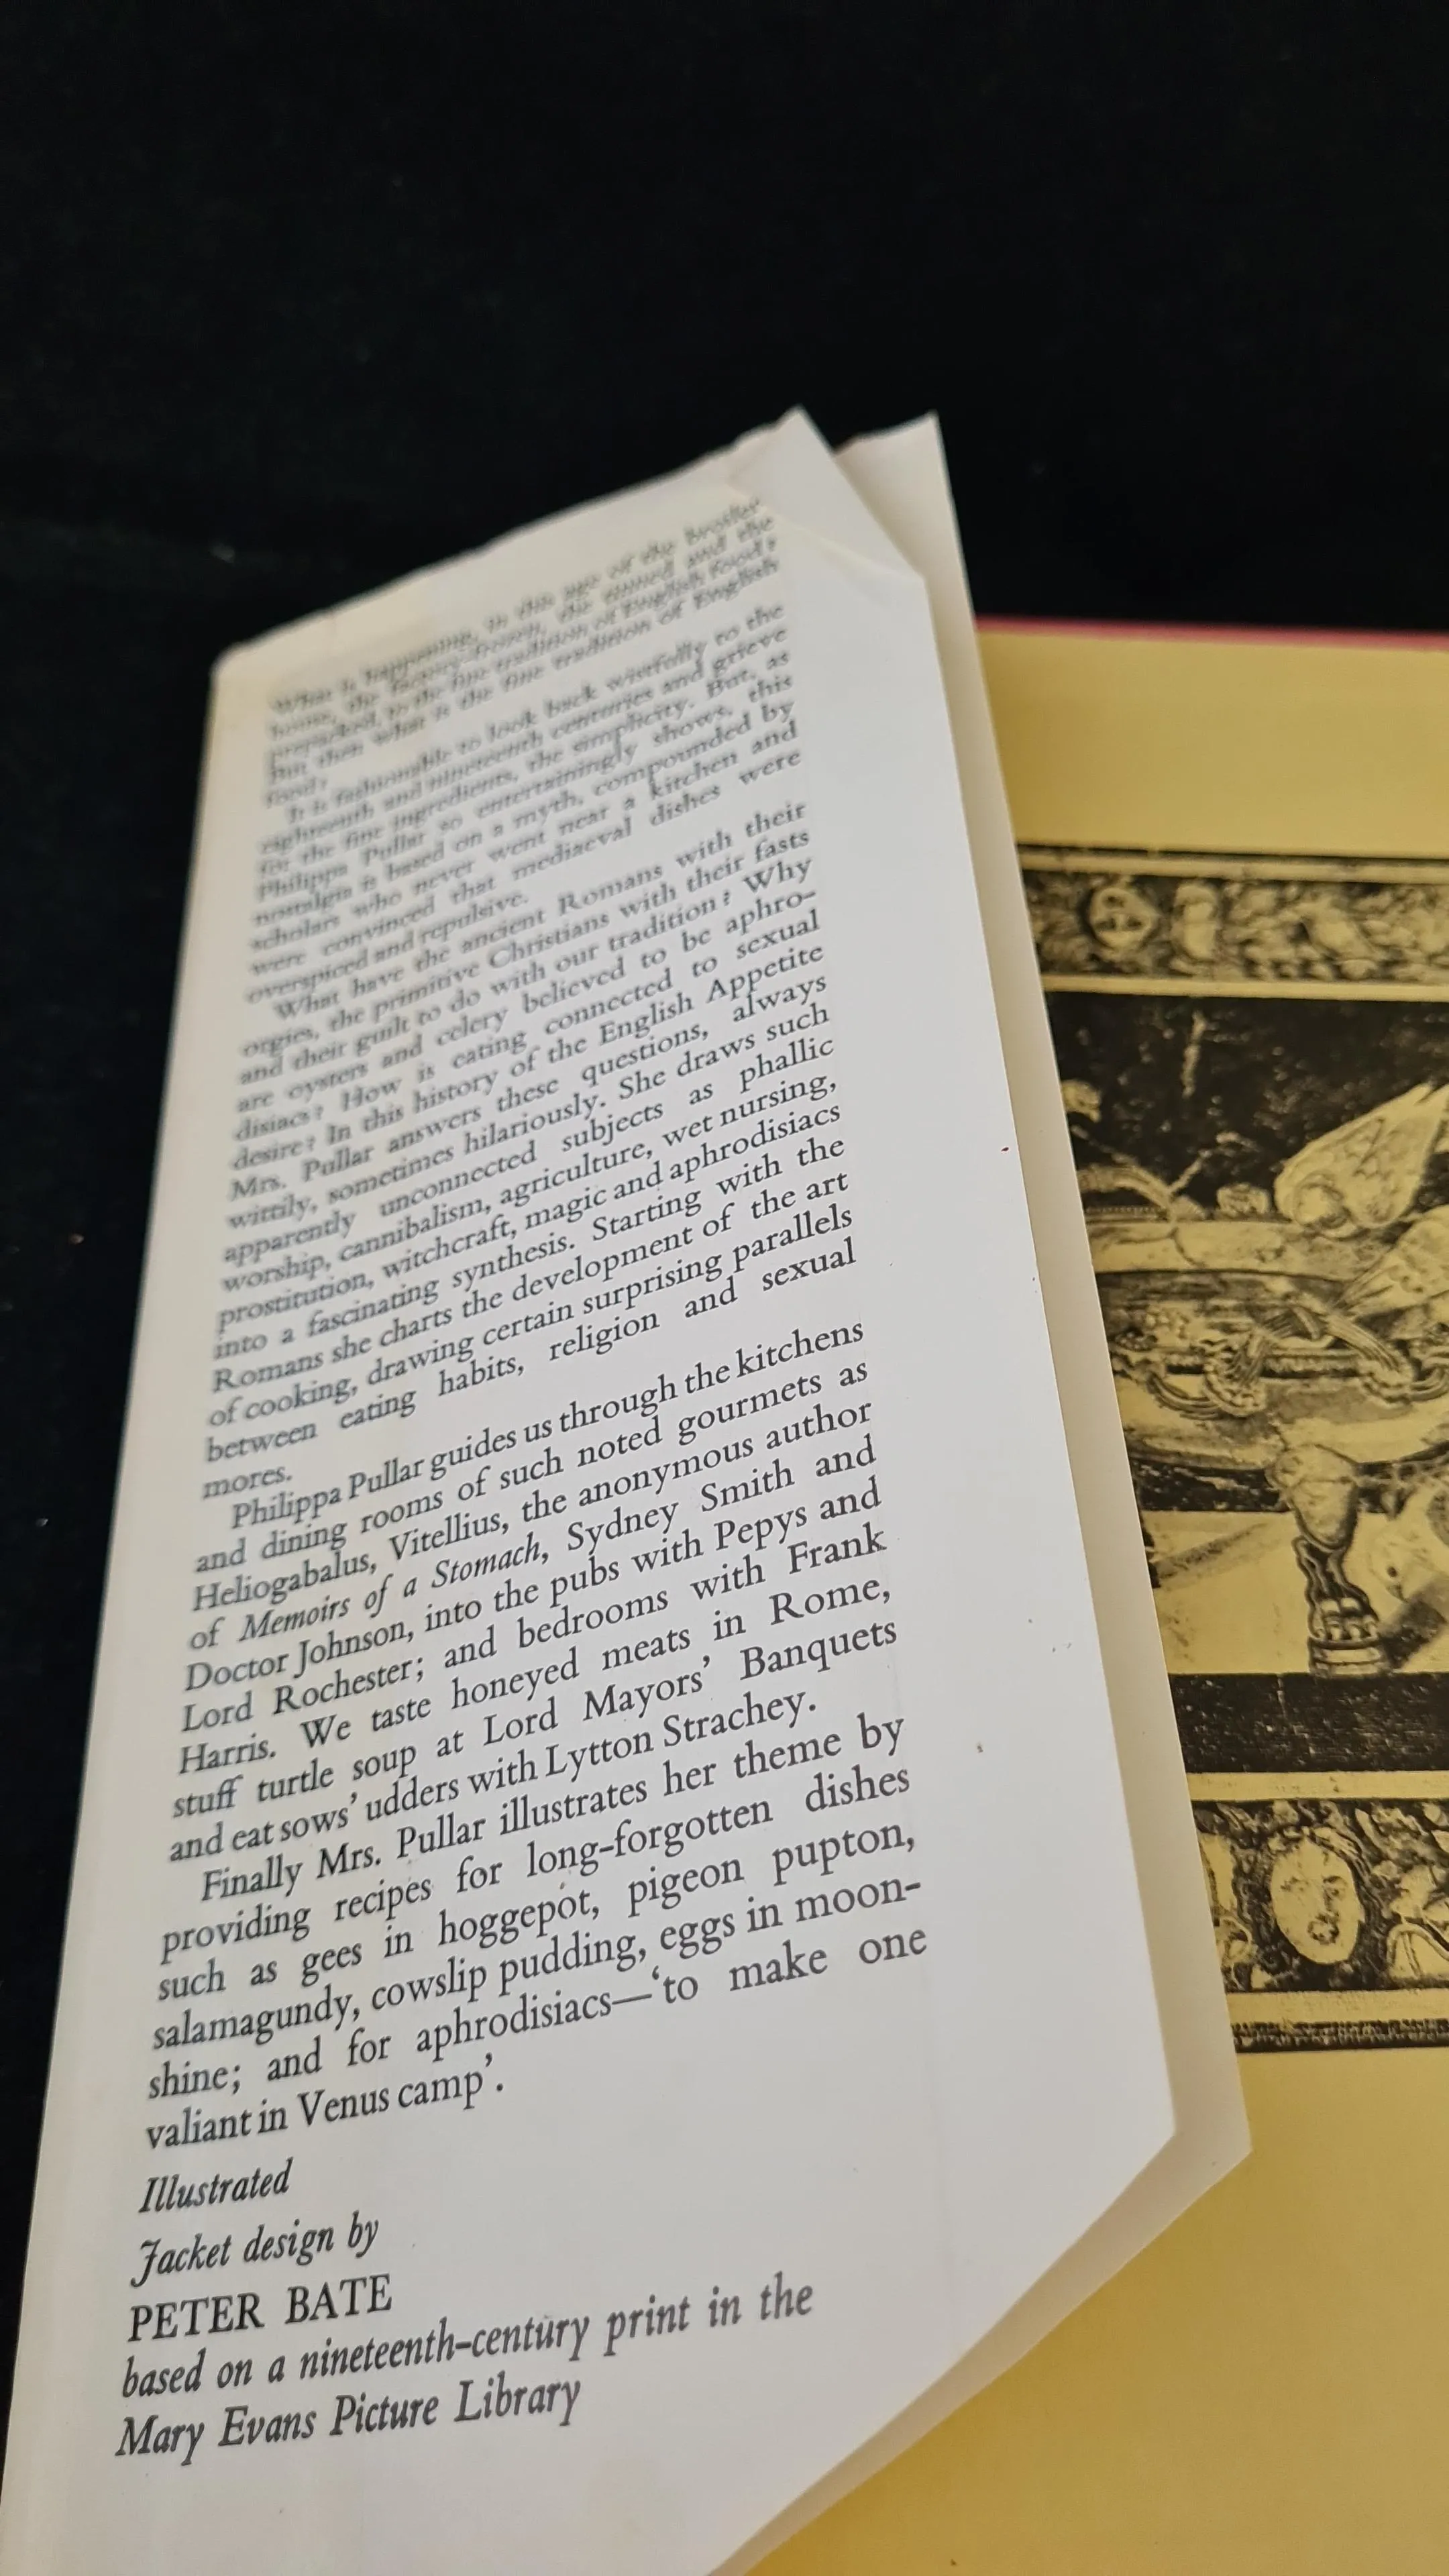 What is happening, in this age of the broiler
house, the factory frozen, the tinned and the
prepacked, to the fine tradition of English Food?
But then what is the fine tradition of English
food?
It is fashionable to look back wistfully to the
eighteenth and nineteenth centuries and grieve
for the fine ingredients, the simplicity. But, as
Philippa Pullar so entertainingly shows, this
nostalgia is based on a myth, compounded by
scholars who never went near a kitchen and
were convinced that mediaeval dishes were
overspiced and repulsive.
What have the ancient Romans with their
orgies, the primitive Christians with their fasts
and their guilt to do with our tradition? Why
are oysters and celery believed to be aphro-
disiacs? How is eating connected to sexual
desire? In this history of the English Appetite
Mrs. Pullar answers these questions, always
wittily, sometimes hilariously. She draws such
apparently unconnected subjects as phallic
worship, cannibalism, agriculture, wet nursing,
prostitution, witchcraft, magic and aphrodisiacs
into a fascinating synthesis. Starting with the
Romans she charts the development of the art
of cooking, drawing certain surprising parallels
between eating habits, religion and sexual
mores.
Philippa Pullar guides us through the kitchens
and dining rooms of such noted gourmets as
Heliogabalus, Vitellius, the anonymous author
of Memoirs of a Stomach, Sydney Smith and
Doctor Johnson, into the pubs with Pepys and
Lord Rochester; and bedrooms with Frank
Harris. We taste honeyed meats in Rome,
stuff turtle soup at Lord Mayors' Banquets
and eat sows' udders with Lytton Strachey.
Finally Mrs. Pullar illustrates her theme by
providing recipes for long-forgotten dishes
such as gees in hoggepot, pigeon pupton,
salamagundy, cowslip pudding, eggs in moon-
shine; and for aphrodisiacs—'to make one
valiant in Venus camp'.
Illustrated
Jacket design by
PETER BATE
based on a nineteenth-century print in the
Mary Evans Picture Library